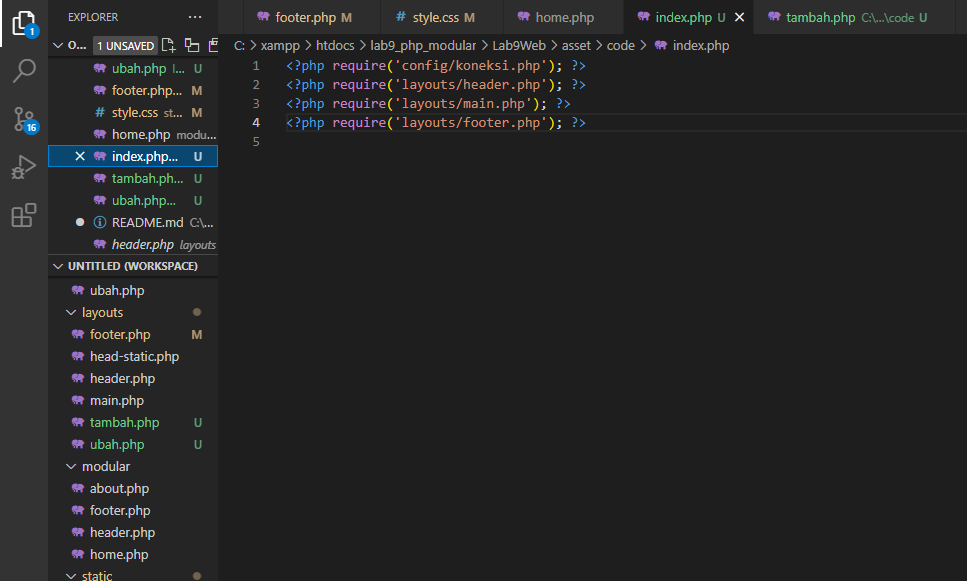 EXPLORER
footer.php M
style.css M
home.php
index.php U
tambah.php C:\...\code U
1
O...
1 UNSAVED
C: > xampp > htdocs > lab9_php_modular > Lab9Web > asset > code > index.php
ubah.php l... U
footer.php... M
style.css st... M
home.php modu...
index.php... U
tambah.ph... U
ubah.php... U
README.md C:\...
header.php layouts
16
1 <?php require('config/koneksi.php'); ?>
2 <?php require('layouts/header.php'); ?>
3 <?php require('layouts/main.php'); ?>
4 <?php require('layouts/footer.php'); ?>
5
UNTITLED (WORKSPACE)
ubah.php
layouts
footer.php M
head-static.php
header.php
main.php
tambah.php U
ubah.php U
modular
about.php
footer.php
header.php
home.php
static